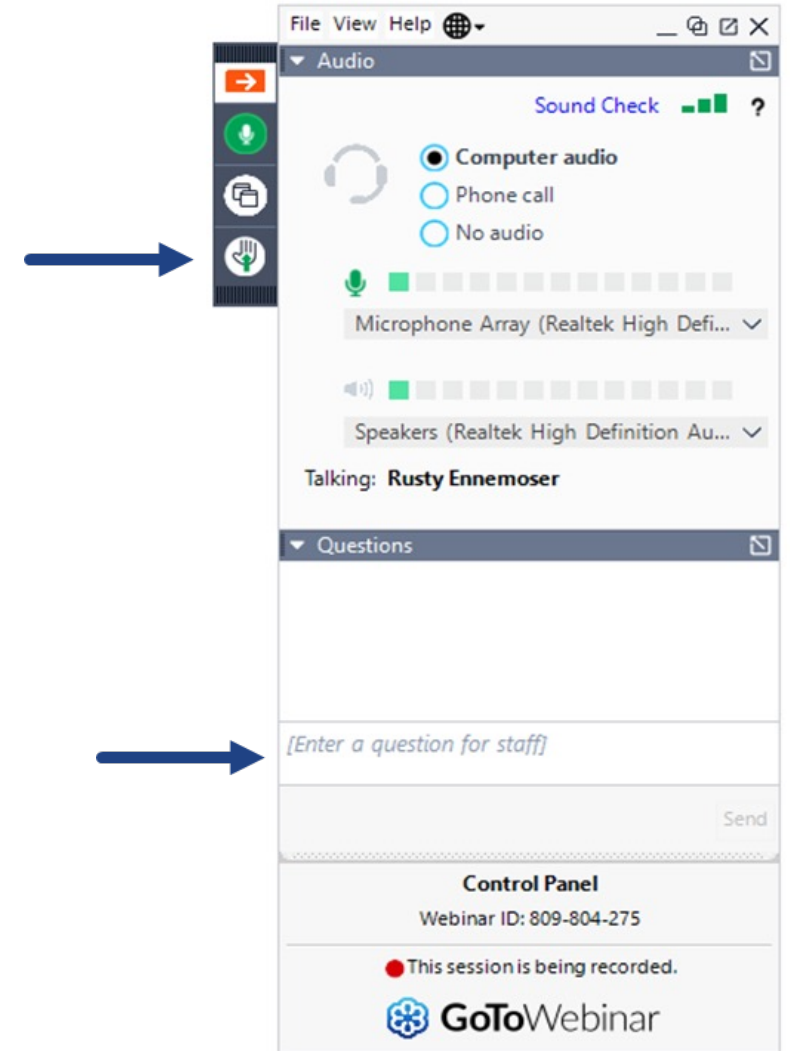 File View Help
Audio
Sound Check ?
Computer audio
Phone call
No audio
Microphone Array (Realtek High Defi...
Speakers (Realtek High Definition Au...
Talking: Rusty Ennemoser
Questions
[Enter a question for staff]
Send
Control Panel
Webinar ID: 809-804-275
This session is being recorded.
GoToWebinar